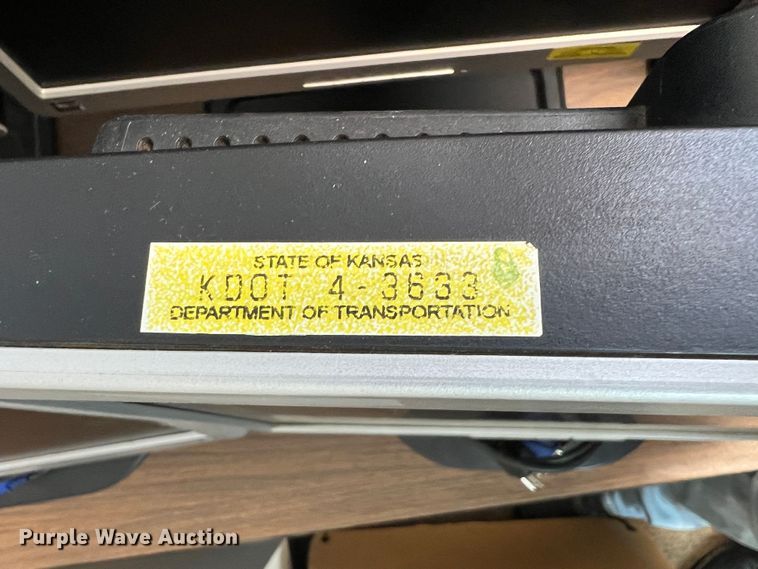 STATE OF KANSAS
KDOT 4-3633
DEPARTMENT OF TRANSPORTATION
Purple Wave Auction